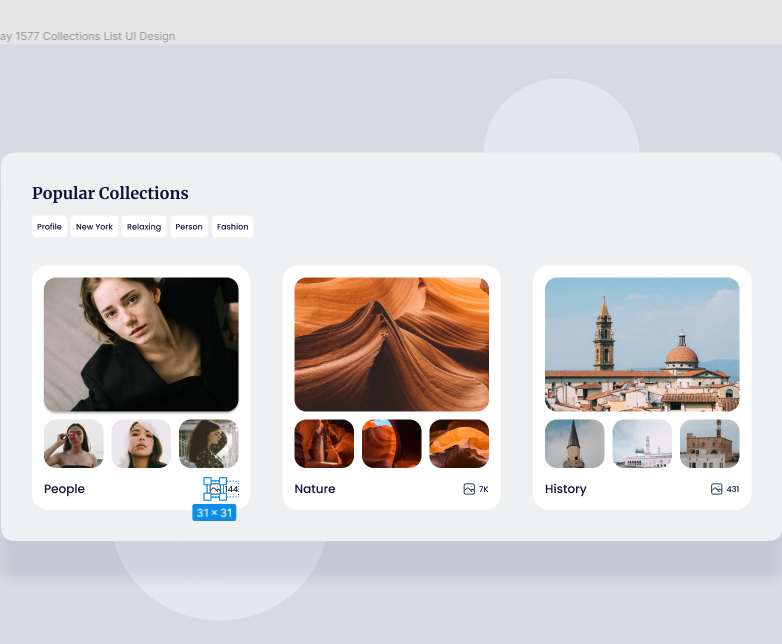 ay 1577 Collections List UI Design
Popular Collections
Profile New York Relaxing Person Fashion
People 144 Nature 7K History 431
31 × 31